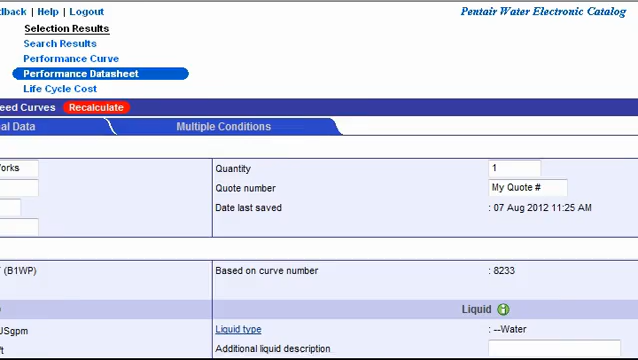 dback | Help | Logout
Pentair Water Electronic Catalog
Selection Results
Search Results
Performance Curve
Performance Datasheet
Life Cycle Cost
eed Curves Recalculate
al Data Multiple Conditions
Works Quantity 1
Quote number My Quote #
Date last saved : 07 Aug 2012 11:25 AM
(B1WP) Based on curve number : 8233
Liquid
USgpm Liquid type : --Water
ft Additional liquid description